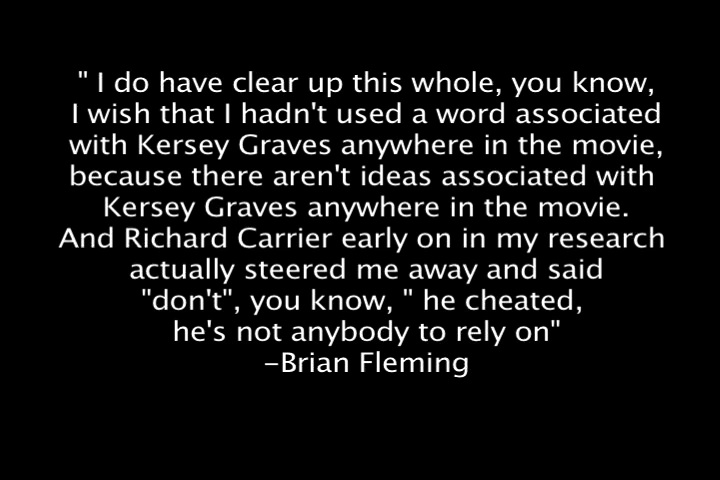 " I do have clear up this whole, you know,
I wish that I hadn't used a word associated
with Kersey Graves anywhere in the movie,
because there aren't ideas associated with
Kersey Graves anywhere in the movie.
And Richard Carrier early on in my research
actually steered me away and said
"don't", you know, " he cheated,
he's not anybody to rely on"
-Brian Fleming